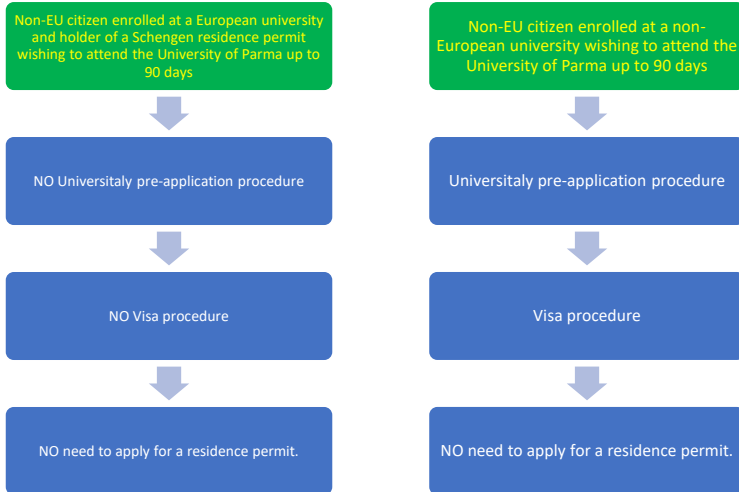 Non-EU citizen enrolled at a European university
and holder of a Schengen residence permit
wishing to attend the University of Parma up to
90 days
NO Universitaly pre-application procedure
NO Visa procedure
NO need to apply for a residence permit.
Non-EU citizen enrolled at a non-
European university wishing to attend the
University of Parma up to 90 days
Universitaly pre-application procedure
Visa procedure
NO need to apply for a residence permit.